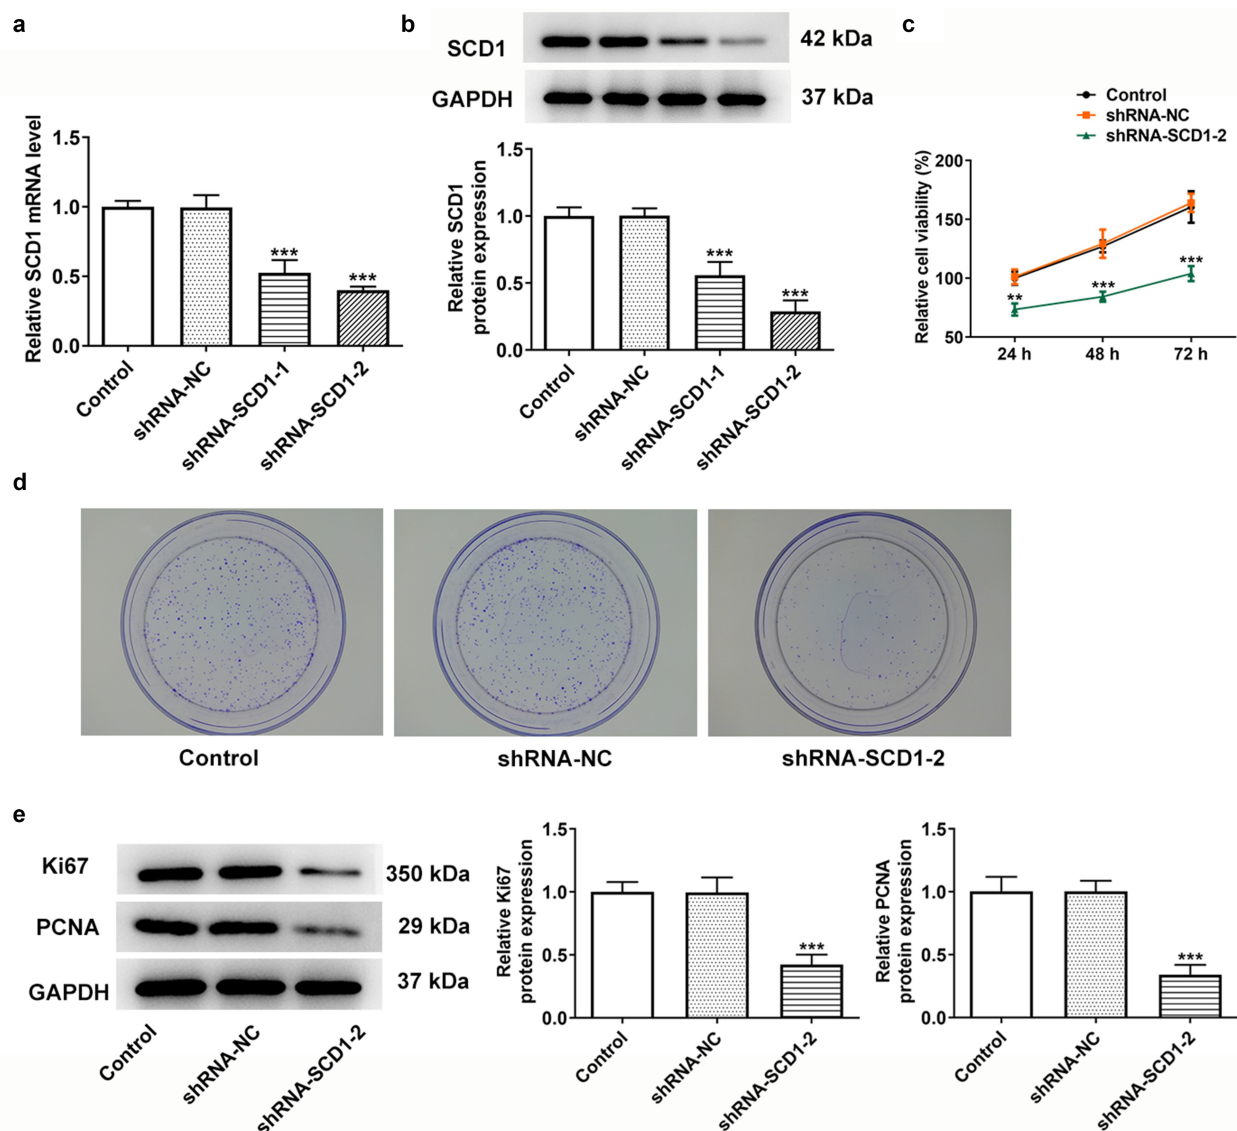 a
Relative SCD1 mRNA level
1.5
1.0
0.5
0.0
***
***
Control
shRNA-NC
shRNA-SCD1-1
shRNA-SCD1-2
b
SCD1
42 kDa
GAPDH
37 kDa
Relative SCD1
protein expression
1.5
1.0
0.5
0.0
***
***
Control
shRNA-NC
shRNA-SCD1-1
shRNA-SCD1-2
c
Control
shRNA-NC
shRNA-SCD1-2
Relative cell viability (%)
200
150
100
50
**
***
***
24 h
48 h
72 h
d
Control
shRNA-NC
shRNA-SCD1-2
e
Ki67
350 kDa
PCNA
29 kDa
GAPDH
37 kDa
Control
shRNA-NC
shRNA-SCD1-2
Relative Ki67
protein expression
1.5
1.0
0.5
0.0
***
Control
shRNA-NC
shRNA-SCD1-2
Relative PCNA
protein expression
1.5
1.0
0.5
0.0
***
Control
shRNA-NC
shRNA-SCD1-2